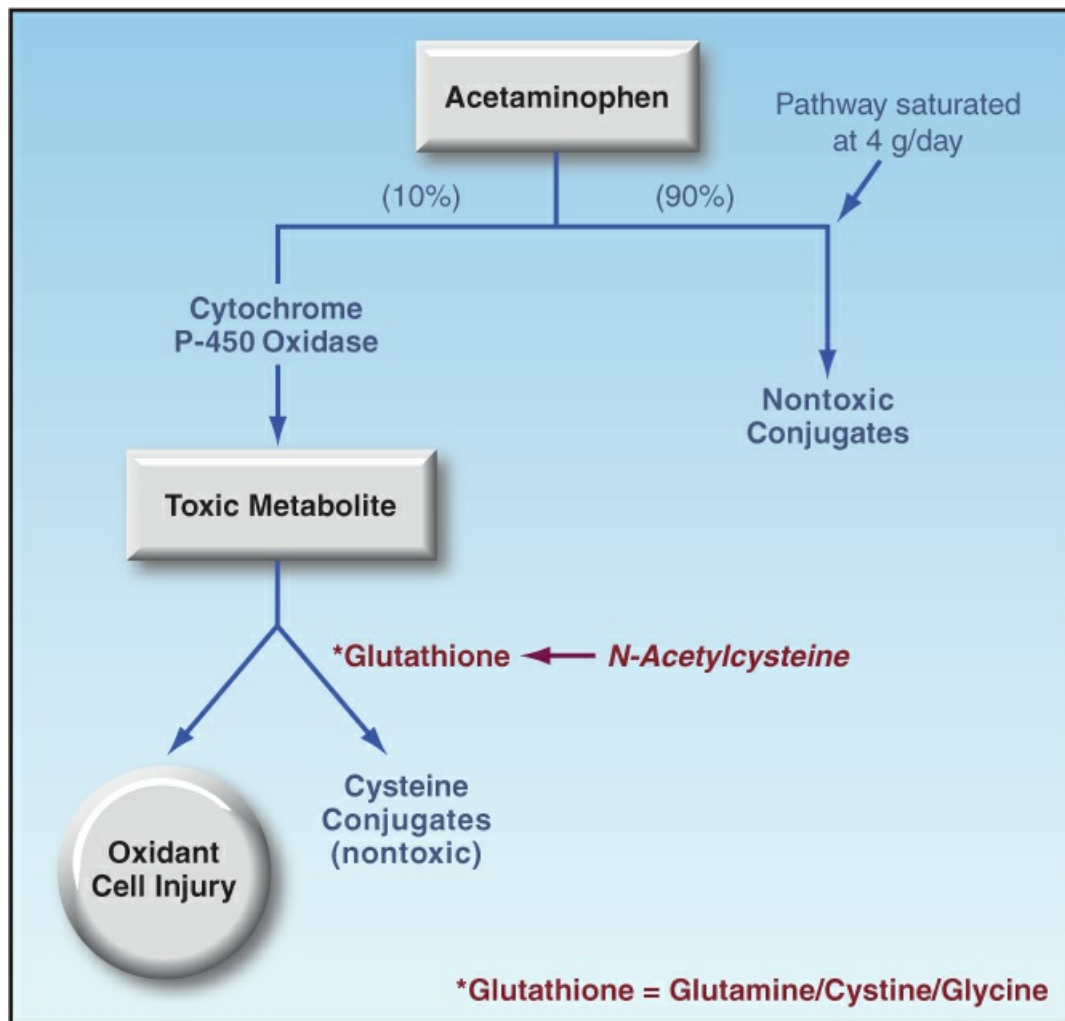 Acetaminophen
Pathway saturated
at 4 g/day
(10%)
(90%)
Cytochrome
P-450 Oxidase
Nontoxic
Conjugates
Toxic Metabolite
*Glutathione
N-Acetylcysteine
Cysteine
Conjugates
(nontoxic)
Oxidant
Cell Injury
*Glutathione = Glutamine/Cystine/Glycine